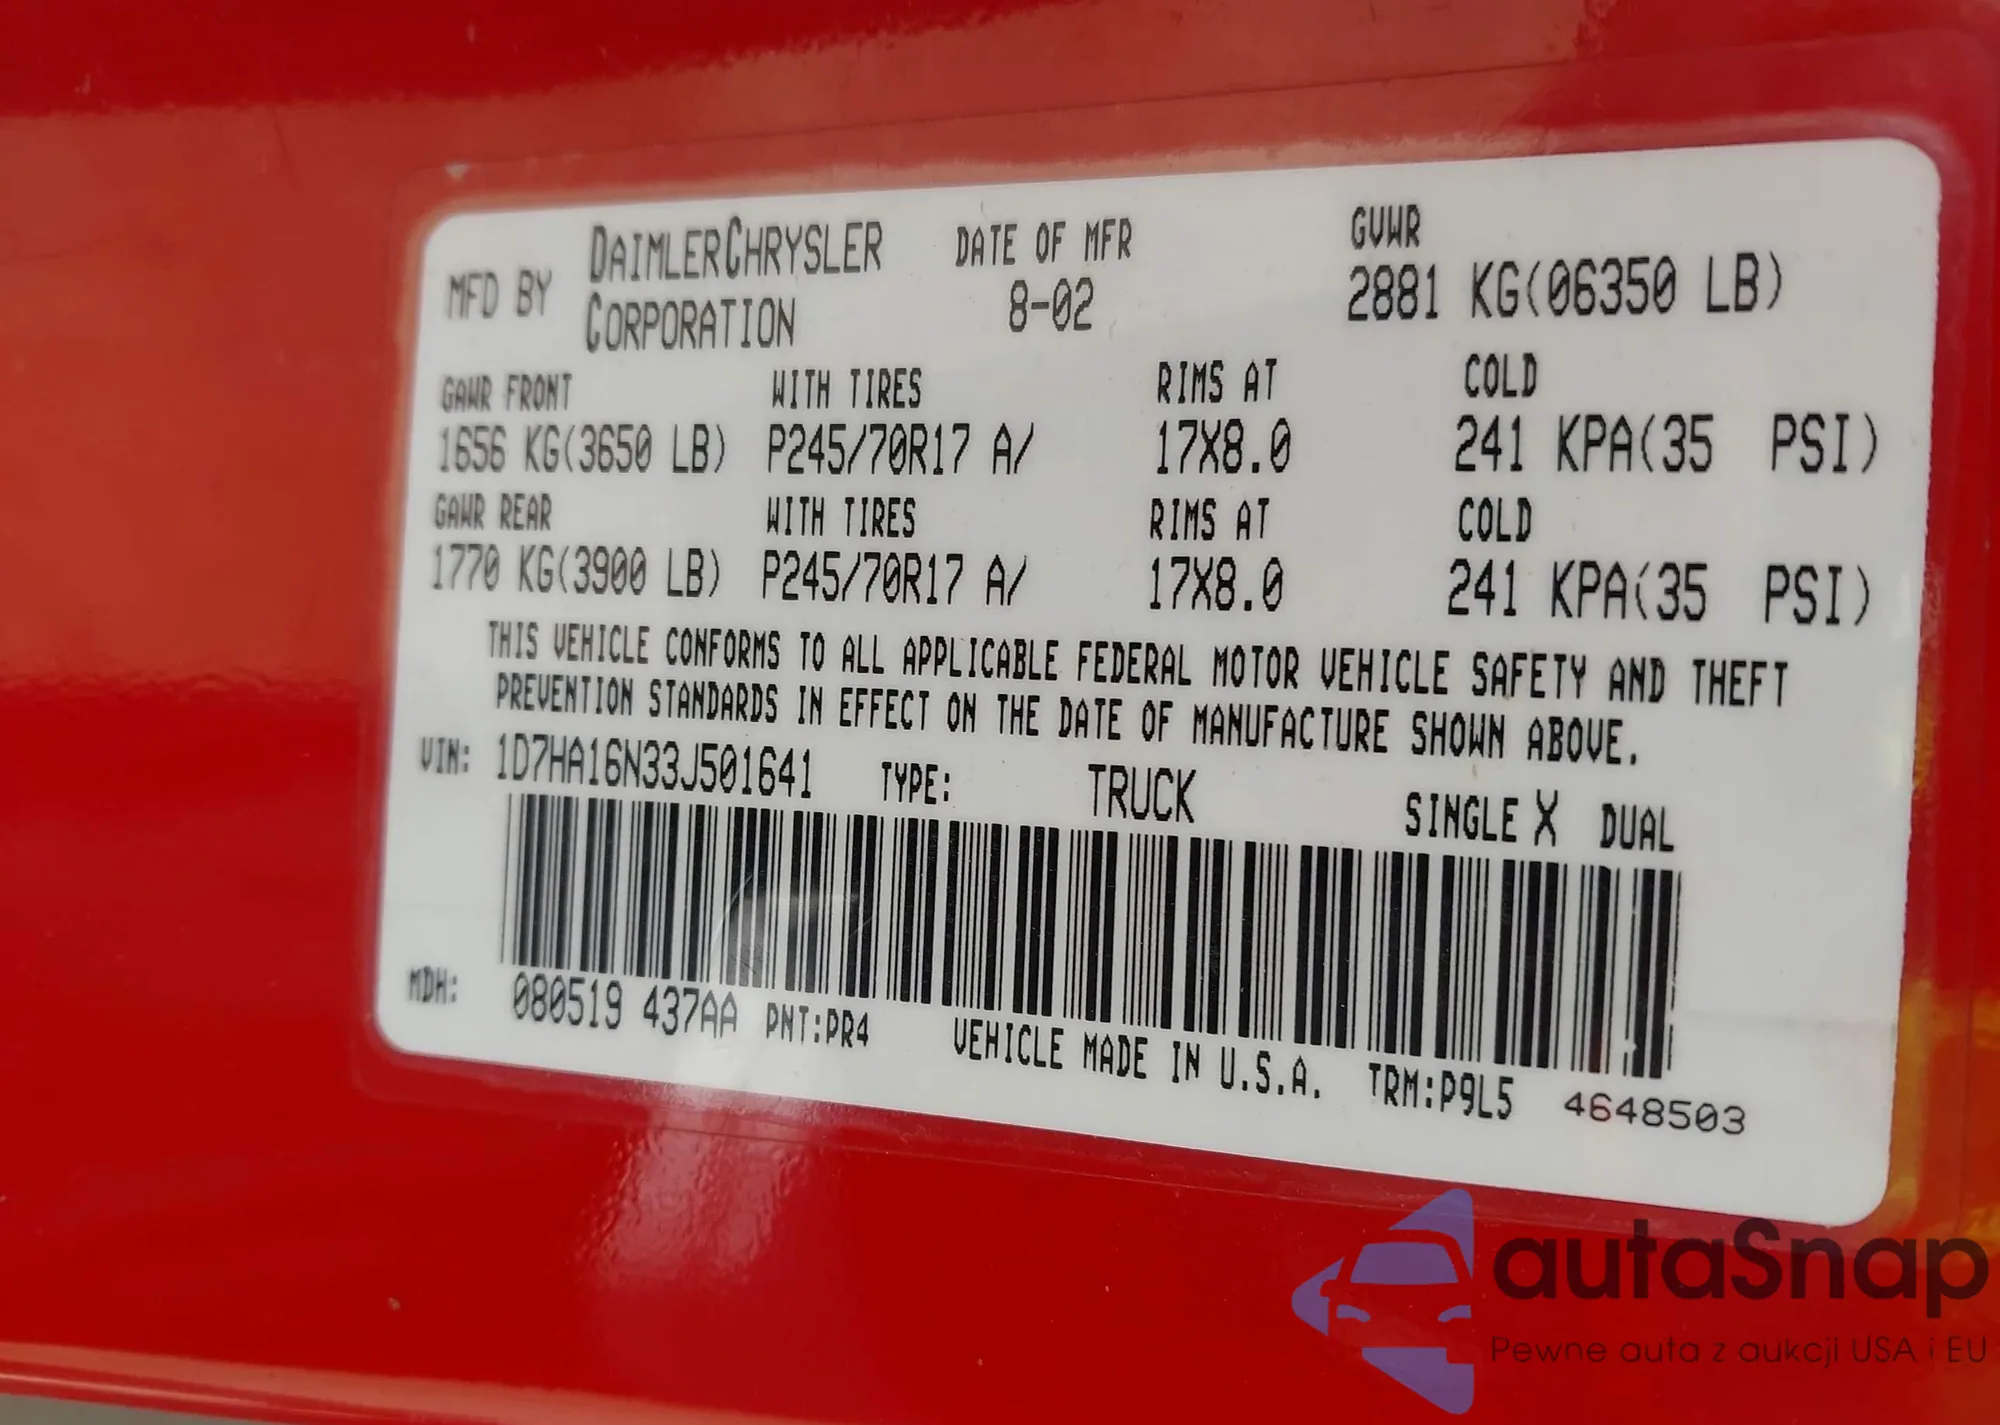 MFD BY DAIMLERCHRYSLER CORPORATION DATE OF MFR 8-02 GVWR 2881 KG(06350 LB)
GAWR FRONT WITH TIRES RIMS AT COLD
1656 KG(3650 LB) P245/70R17 A/ 17X8.0 241 KPA(35 PSI)
GAWR REAR WITH TIRES RIMS AT COLD
1770 KG(3900 LB) P245/70R17 A/ 17X8.0 241 KPA(35 PSI)
THIS VEHICLE CONFORMS TO ALL APPLICABLE FEDERAL MOTOR VEHICLE SAFETY AND THEFT
PREVENTION STANDARDS IN EFFECT ON THE DATE OF MANUFACTURE SHOWN ABOVE.
VIN: 1D7HA16N33J501641 TYPE: TRUCK SINGLE X DUAL
MDH: 080519 437AA PNT:PR4 VEHICLE MADE IN U.S.A. TRM:P9L5 4648503
autaSnap
Pewne auta z aukcji USA i EU